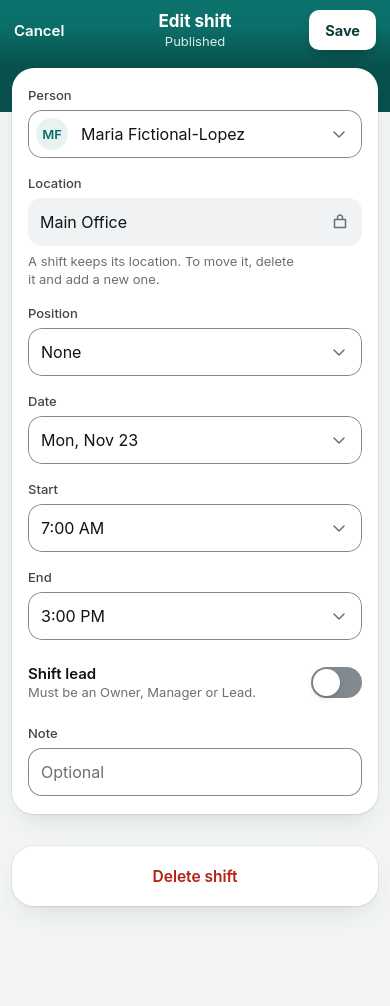 Cancel
Edit shift
Published
Save
Person
MF
Maria Fictional-Lopez
Location
Main Office
A shift keeps its location. To move it, delete
it and add a new one.
Position
None
Date
Mon, Nov 23
Start
7:00 AM
End
3:00 PM
Shift lead
Must be an Owner, Manager or Lead.
Note
Optional
Delete shift